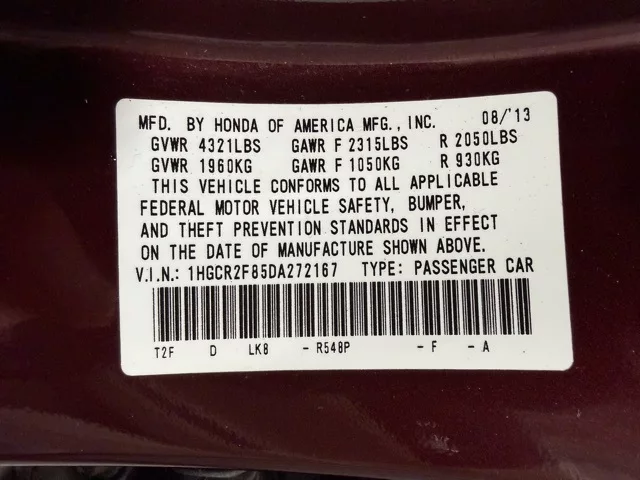 MFD. BY HONDA OF AMERICA MFG., INC. 08/'13
GVWR 4321LBS GAWR F 2315LBS R 2050LBS
GVWR 1960KG GAWR F 1050KG R 930KG
THIS VEHICLE CONFORMS TO ALL APPLICABLE
FEDERAL MOTOR VEHICLE SAFETY, BUMPER,
AND THEFT PREVENTION STANDARDS IN EFFECT
ON THE DATE OF MANUFACTURE SHOWN ABOVE.
V.I.N.: 1HGCR2F85DA272167 TYPE: PASSENGER CAR
T2F D LK8 - R548P - F - A